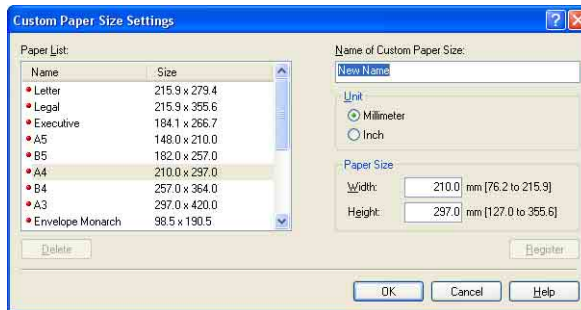 Custom Paper Size Settings
Paper List:
Name Size
Letter 215.9 x 279.4
Legal 215.9 x 355.6
Executive 184.1 x 266.7
A5 148.0 x 210.0
B5 182.0 x 257.0
A4 210.0 x 297.0
B4 257.0 x 364.0
A3 297.0 x 420.0
Envelope Monarch 98.5 x 190.5
Delete
Name of Custom Paper Size:
New Name
Unit
Millimeter
Inch
Paper Size
Width: 210.0 mm [76.2 to 215.9]
Height: 297.0 mm [127.0 to 355.6]
Register
OK Cancel Help